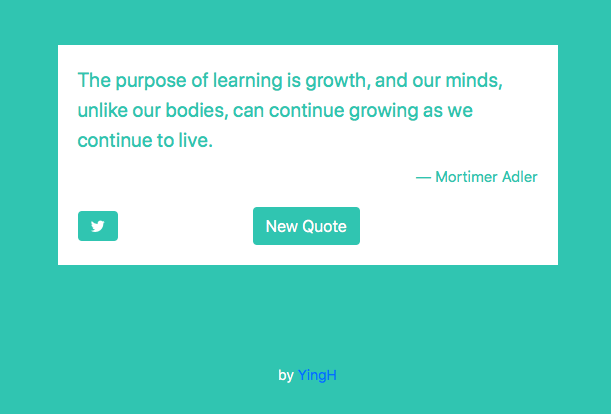 The purpose of learning is growth, and our minds,
unlike our bodies, can continue growing as we
continue to live.
— Mortimer Adler
New Quote
by YingH